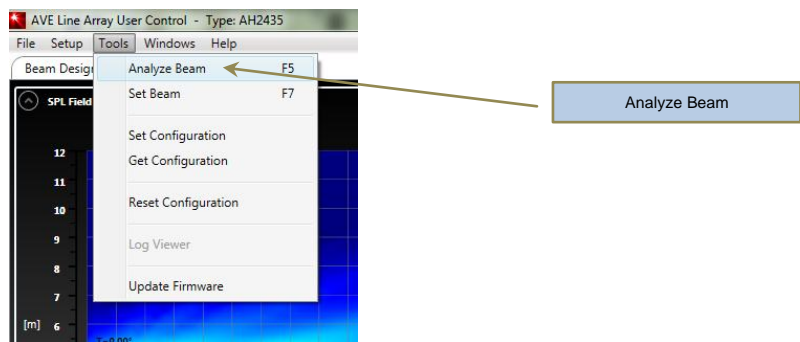 AVE Line Array User Control - Type: AH2435
File Setup Tools Windows Help
Beam Desig
Analyze Beam F5
Set Beam F7
Set Configuration
Get Configuration
Reset Configuration
Log Viewer
Update Firmware
SPL Field
12
11
10
9
8
7
[m] 6
T=0.00°
Analyze Beam